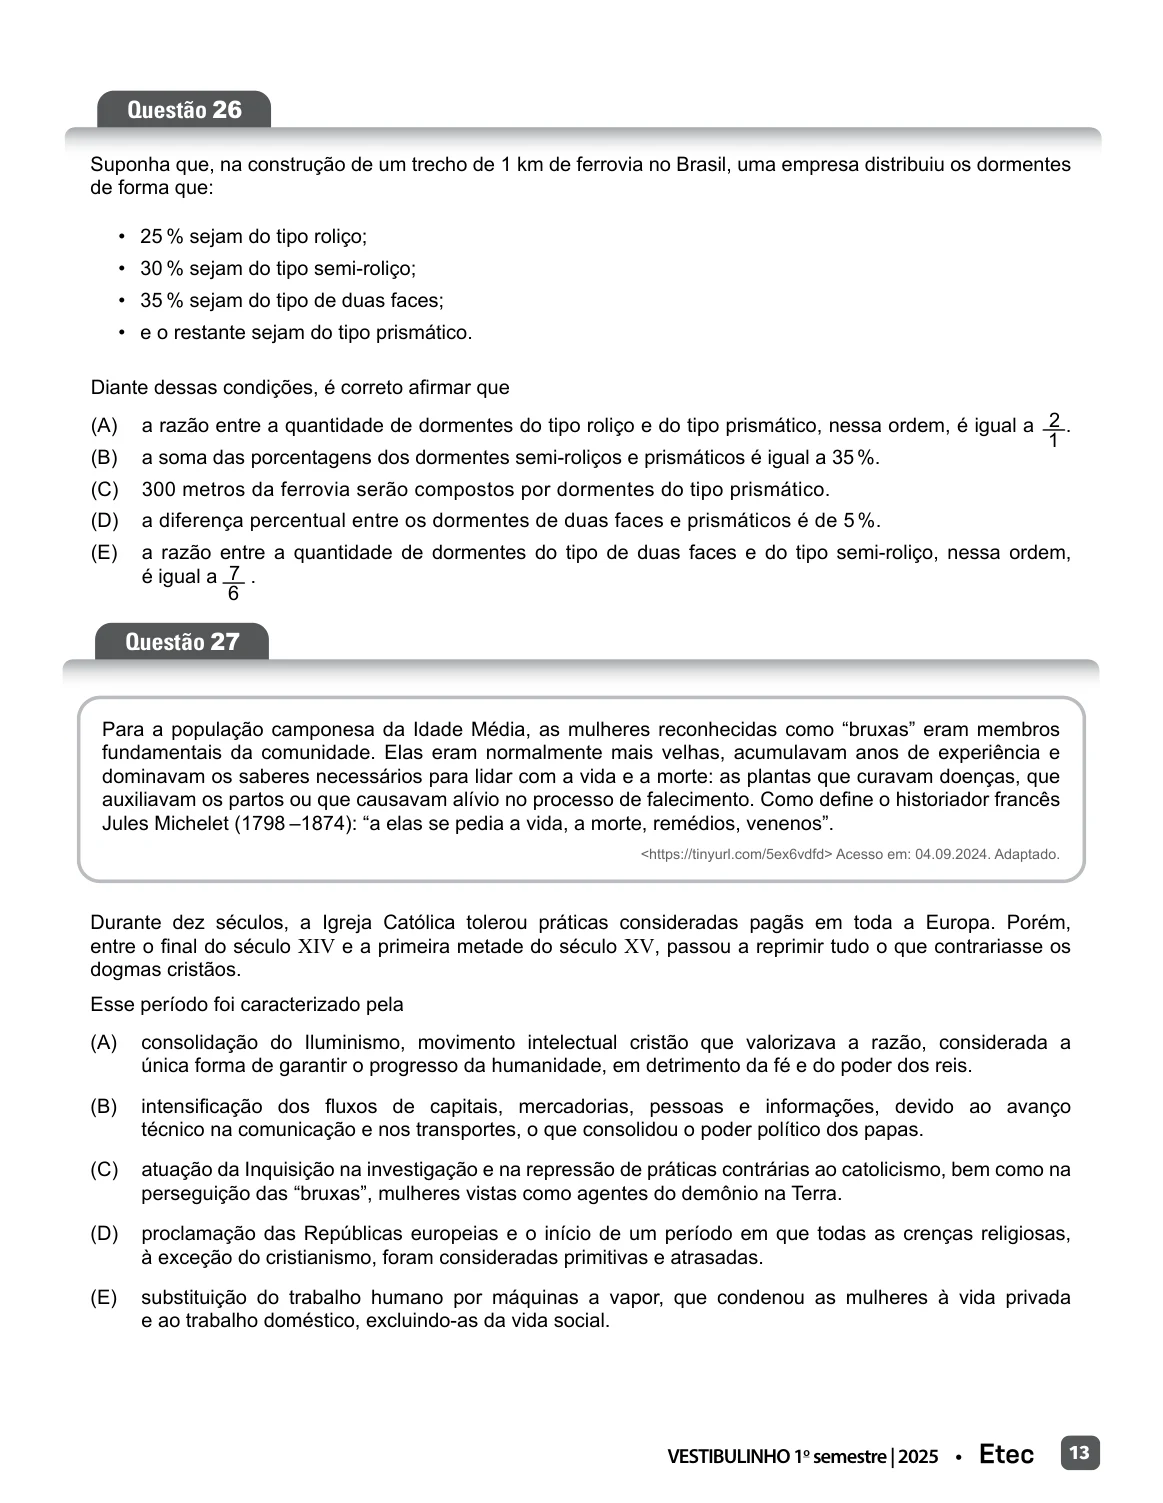 Questão 26
Suponha que, na construção de um trecho de 1 km de ferrovia no Brasil, uma empresa distribuiu os dormentes
de forma que:
• 25 % sejam do tipo roliço;
• 30 % sejam do tipo semi-roliço;
• 35 % sejam do tipo de duas faces;
• e o restante sejam do tipo prismático.
Diante dessas condições, é correto afirmar que
(A) a razão entre a quantidade de dormentes do tipo roliço e do tipo prismático, nessa ordem, é igual a 2/1.
(B) a soma das porcentagens dos dormentes semi-roliços e prismáticos é igual a 35 %.
(C) 300 metros da ferrovia serão compostos por dormentes do tipo prismático.
(D) a diferença percentual entre os dormentes de duas faces e prismáticos é de 5 %.
(E) a razão entre a quantidade de dormentes do tipo de duas faces e do tipo semi-roliço, nessa ordem,
é igual a 7/6 .
Questão 27
Para a população camponesa da Idade Média, as mulheres reconhecidas como “bruxas” eram membros
fundamentais da comunidade. Elas eram normalmente mais velhas, acumulavam anos de experiência e
dominavam os saberes necessários para lidar com a vida e a morte: as plantas que curavam doenças, que
auxiliavam os partos ou que causavam alívio no processo de falecimento. Como define o historiador francês
Jules Michelet (1798 –1874): “a elas se pedia a vida, a morte, remédios, venenos”.
<https://tinyurl.com/5ex6vdfd> Acesso em: 04.09.2024. Adaptado.
Durante dez séculos, a Igreja Católica tolerou práticas consideradas pagãs em toda a Europa. Porém,
entre o final do século XIV e a primeira metade do século XV, passou a reprimir tudo o que contrariasse os
dogmas cristãos.
Esse período foi caracterizado pela
(A) consolidação do Iluminismo, movimento intelectual cristão que valorizava a razão, considerada a
única forma de garantir o progresso da humanidade, em detrimento da fé e do poder dos reis.
(B) intensificação dos fluxos de capitais, mercadorias, pessoas e informações, devido ao avanço
técnico na comunicação e nos transportes, o que consolidou o poder político dos papas.
(C) atuação da Inquisição na investigação e na repressão de práticas contrárias ao catolicismo, bem como na
perseguição das “bruxas”, mulheres vistas como agentes do demônio na Terra.
(D) proclamação das Repúblicas europeias e o início de um período em que todas as crenças religiosas,
à exceção do cristianismo, foram consideradas primitivas e atrasadas.
(E) substituição do trabalho humano por máquinas a vapor, que condenou as mulheres à vida privada
e ao trabalho doméstico, excluindo-as da vida social.
VESTIBULINHO 1º semestre | 2025 • Etec 13